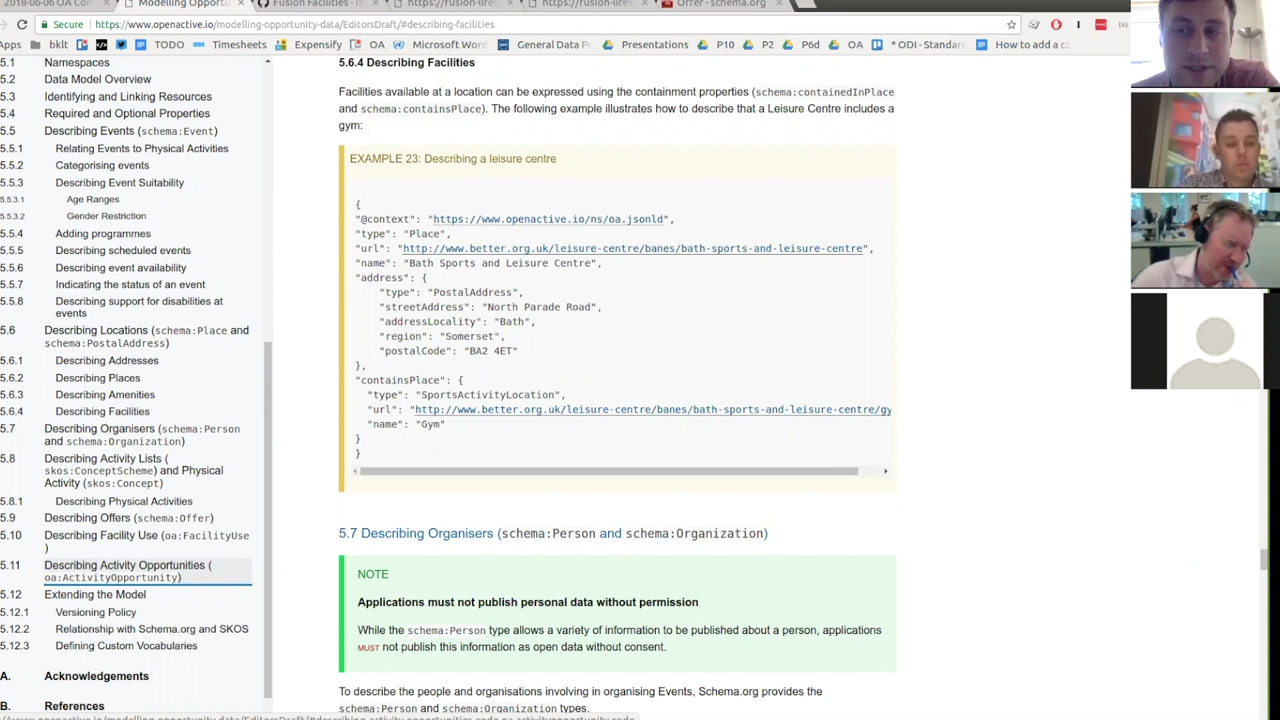 2018-06-06 OA Com
Modelling Opportu
Fusion Facilities - Is
https://fusion-lifes
https://fusion-lifes
Offer - schema.org
Secure
https://www.openactive.io/modelling-opportunity-data/EditorsDraft/#describing-facilities
Apps
bklt
TODO
Timesheets
Expensify
OA
Microsoft Word
General Data Pr
Presentations
P10
P2
P6d
OA
* ODI - Standar
How to add a c
5.1 Namespaces
5.2 Data Model Overview
5.3 Identifying and Linking Resources
5.4 Required and Optional Properties
5.5 Describing Events (schema:Event)
5.5.1 Relating Events to Physical Activities
5.5.2 Categorising events
5.5.3 Describing Event Suitability
5.5.3.1 Age Ranges
5.5.3.2 Gender Restriction
5.5.4 Adding programmes
5.5.5 Describing scheduled events
5.5.6 Describing event availability
5.5.7 Indicating the status of an event
5.5.8 Describing support for disabilities at
events
5.6 Describing Locations (schema:Place and
schema:PostalAddress)
5.6.1 Describing Addresses
5.6.2 Describing Places
5.6.3 Describing Amenities
5.6.4 Describing Facilities
5.7 Describing Organisers (schema:Person
and schema:Organization)
5.8 Describing Activity Lists (
skos:ConceptScheme) and Physical
Activity (skos:Concept)
5.8.1 Describing Physical Activities
5.9 Describing Offers (schema:Offer)
5.10 Describing Facility Use (oa:FacilityUse
)
5.11 Describing Activity Opportunities (
oa:ActivityOpportunity)
5.12 Extending the Model
5.12.1 Versioning Policy
5.12.2 Relationship with Schema.org and SKOS
5.12.3 Defining Custom Vocabularies
A. Acknowledgements
B. References
5.6.4 Describing Facilities
Facilities available at a location can be expressed using the containment properties (schema:containedInPlace
and schema:containsPlace). The following example illustrates how to describe that a Leisure Centre includes a
gym:
EXAMPLE 23: Describing a leisure centre
{
"@context": "https://www.openactive.io/ns/oa.jsonld",
"type": "Place",
"url": "http://www.better.org.uk/leisure-centre/banes/bath-sports-and-leisure-centre",
"name": "Bath Sports and Leisure Centre",
"address": {
"type": "PostalAddress",
"streetAddress": "North Parade Road",
"addressLocality": "Bath",
"region": "Somerset",
"postalCode": "BA2 4ET"
},
"containsPlace": {
"type": "SportsActivityLocation",
"url": "http://www.better.org.uk/leisure-centre/banes/bath-sports-and-leisure-centre/gy
"name": "Gym"
}
}
5.7 Describing Organisers (schema:Person and schema:Organization)
NOTE
Applications must not publish personal data without permission
While the schema:Person type allows a variety of information to be published about a person, applications
MUST not publish this information as open data without consent.
To describe the people and organisations involving in organising Events, Schema.org provides the
schema:Person and schema:Organization types.